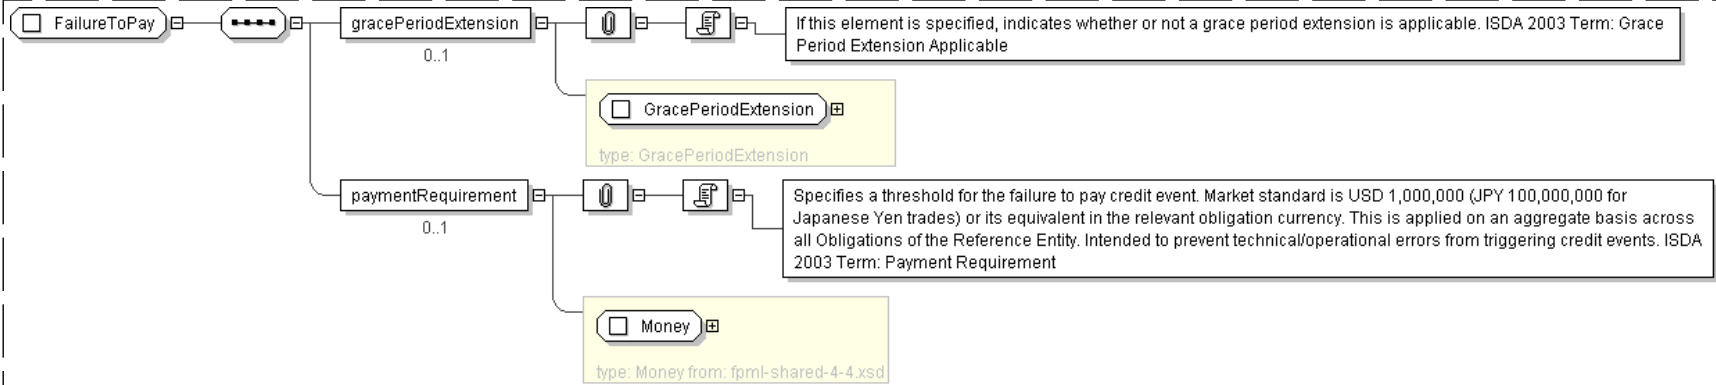 FailureToPay
gracePeriodExtension
0..1
If this element is specified, indicates whether or not a grace period extension is applicable. ISDA 2003 Term: Grace
Period Extension Applicable
GracePeriodExtension
type: GracePeriodExtension
paymentRequirement
0..1
Specifies a threshold for the failure to pay credit event. Market standard is USD 1,000,000 (JPY 100,000,000 for
Japanese Yen trades) or its equivalent in the relevant obligation currency. This is applied on an aggregate basis across
all Obligations of the Reference Entity. Intended to prevent technical/operational errors from triggering credit events. ISDA
2003 Term: Payment Requirement
Money
type: Money from: fpml-shared-4-4.xsd